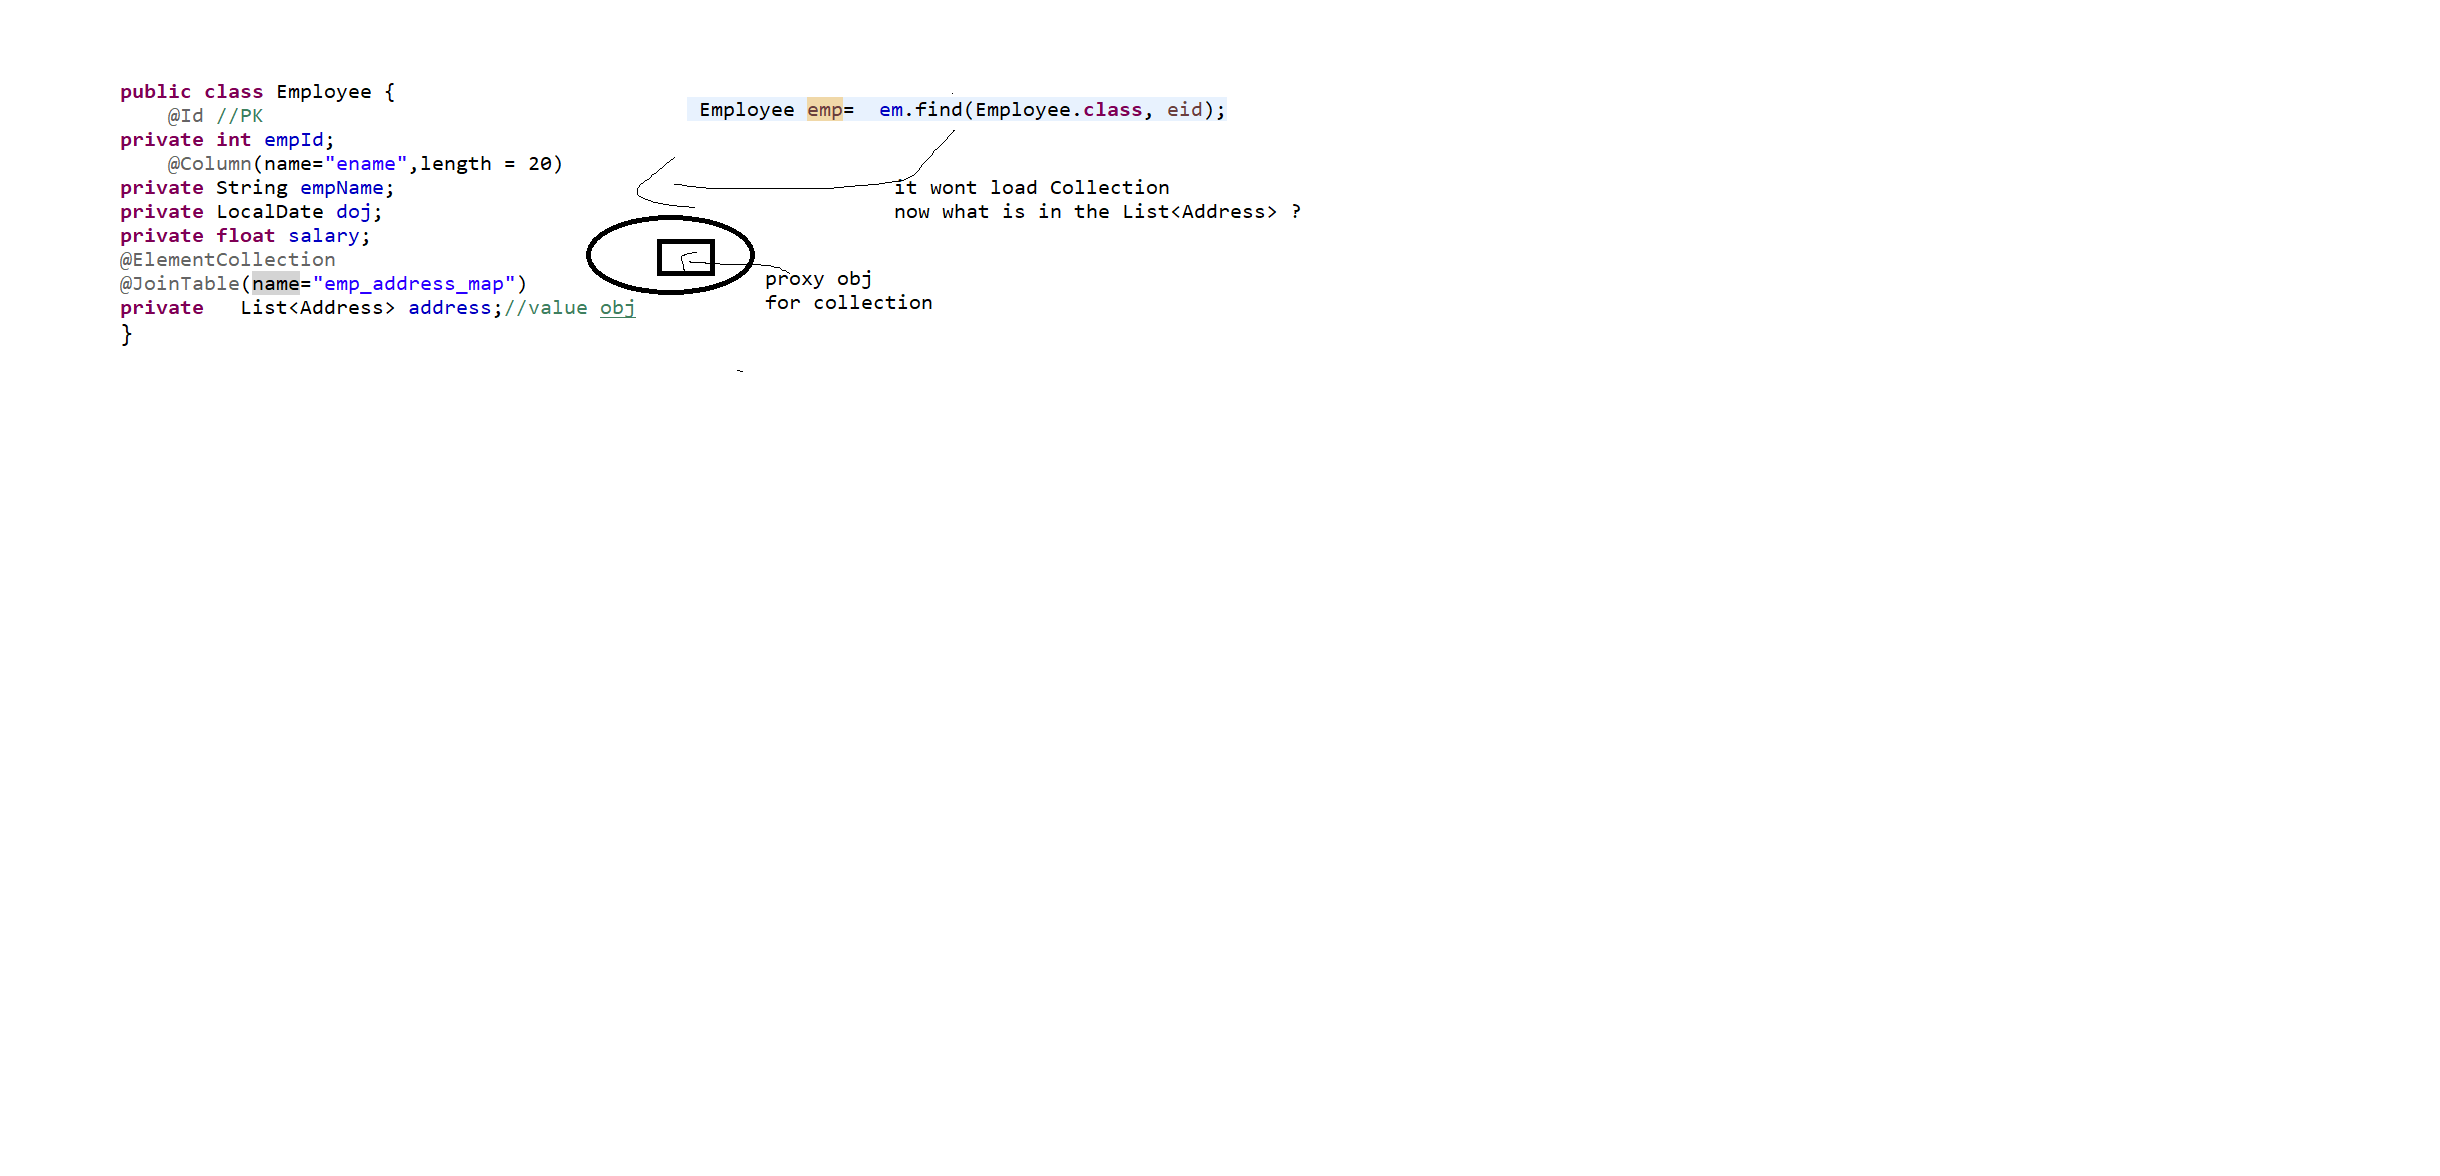 public class Employee {
@Id //PK
private int empId;
@Column(name="ename",length = 20)
private String empName;
private LocalDate doj;
private float salary;
@ElementCollection
@JoinTable(name="emp_address_map")
private   List<Address> address;//value obj
}
Employee emp=  em.find(Employee.class, eid);
it wont load Collection
now what is in the List<Address> ?
proxy obj
for collection